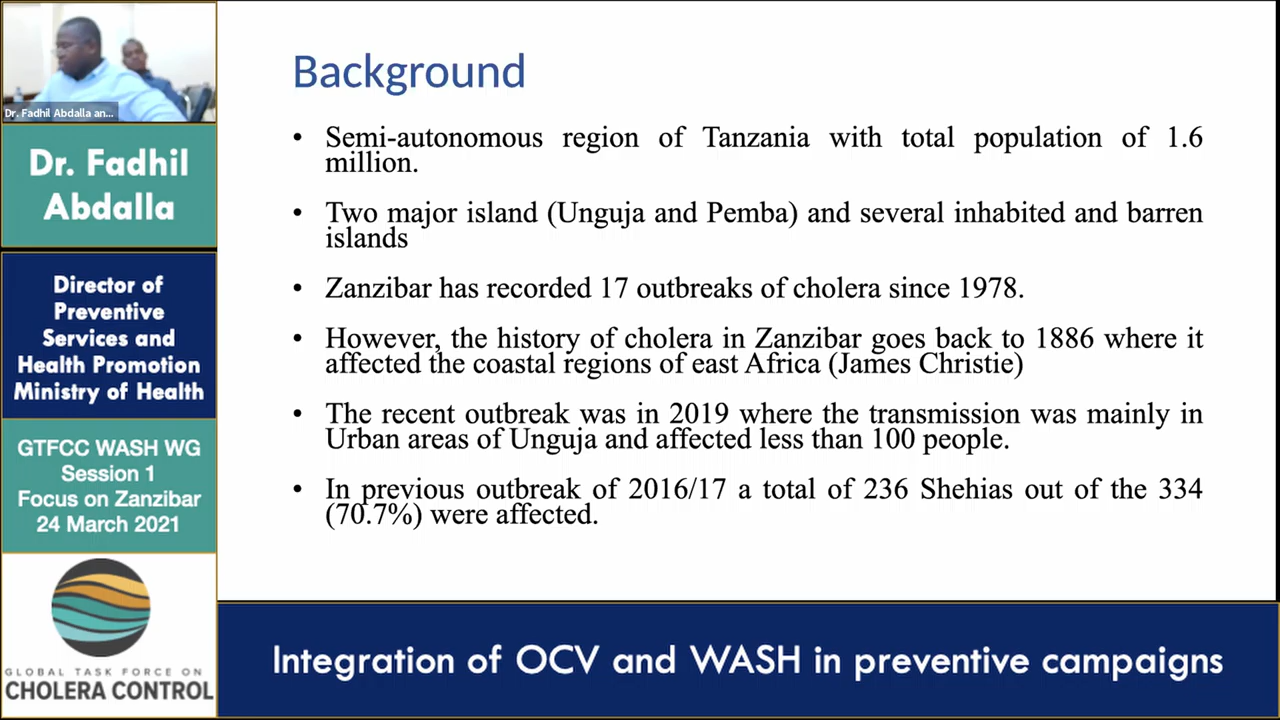 Dr. Fadhil Abdalla an...
Dr. Fadhil
Abdalla
Director of
Preventive
Services and
Health Promotion
Ministry of Health
GTFCC WASH WG
Session 1
Focus on Zanzibar
24 March 2021
GLOBAL TASK FORCE ON
CHOLERA CONTROL
Background
• Semi-autonomous region of Tanzania with total population of 1.6
million.
• Two major island (Unguja and Pemba) and several inhabited and barren
islands
• Zanzibar has recorded 17 outbreaks of cholera since 1978.
• However, the history of cholera in Zanzibar goes back to 1886 where it
affected the coastal regions of east Africa (James Christie)
• The recent outbreak was in 2019 where the transmission was mainly in
Urban areas of Unguja and affected less than 100 people.
• In previous outbreak of 2016/17 a total of 236 Shehias out of the 334
(70.7%) were affected.
Integration of OCV and WASH in preventive campaigns